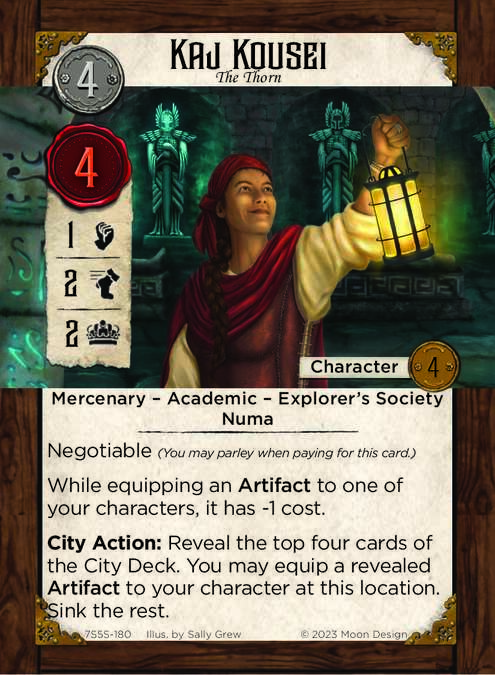 Kaj Kousei
The Thorn
4
4
1
2
2
Character 4
Mercenary – Academic – Explorer's Society
Numa
Negotiable (You may parley when paying for this card.)
While equipping an Artifact to one of
your characters, it has -1 cost.
City Action: Reveal the top four cards of
the City Deck. You may equip a revealed
Artifact to your character at this location.
Sink the rest.
7555-180 Illus. by Sally Grew © 2023 Moon Design